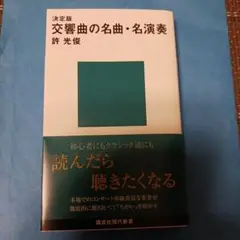 決定版
交響曲の名曲・名演奏
許 光俊
初心者にもクラシック通にも
読んだら
聴きたくなる
講談社現代新書